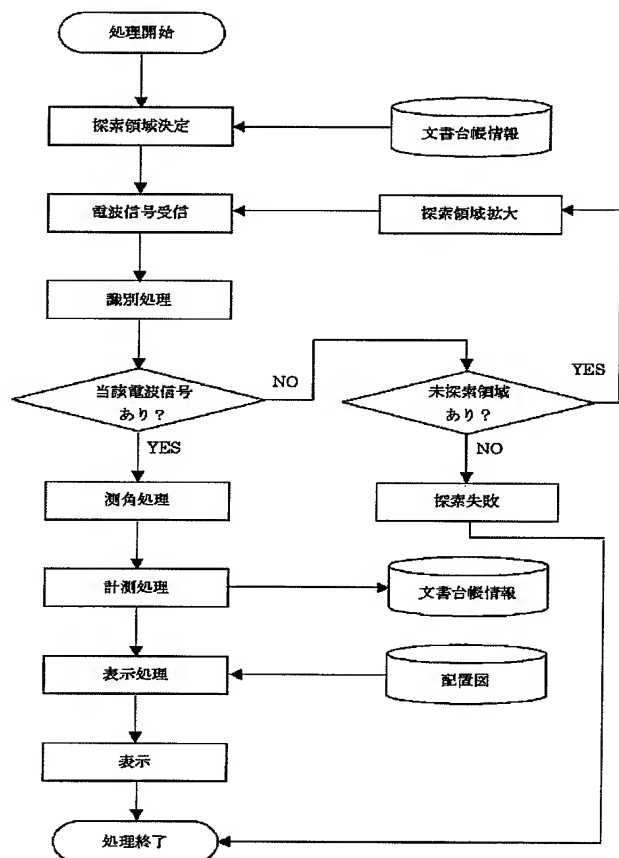 処理開始
探索領域決定
文書台帳情報
電波信号受信
探索領域拡大
識別処理
当該電波信号
あり？
NO
未探索領域
あり？
YES
YES
NO
測角処理
探索失敗
計測処理
文書台帳情報
表示処理
配置図
表示
処理終了